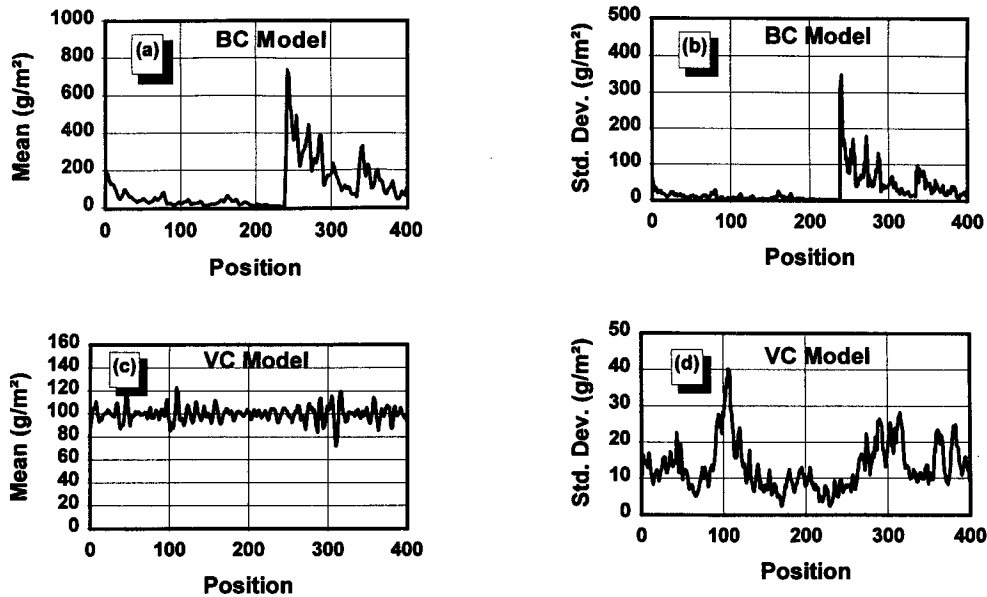 (a)
BC Model
Mean (g/m²)
1000
800
600
400
200
0
0 100 200 300 400
Position
(b)
BC Model
Std. Dev. (g/m²)
500
400
300
200
100
0
0 100 200 300 400
Position
(c)
VC Model
Mean (g/m²)
160
140
120
100
80
60
40
20
0
0 100 200 300 400
Position
(d)
VC Model
Std. Dev. (g/m²)
50
40
30
20
10
0
0 100 200 300 400
Position